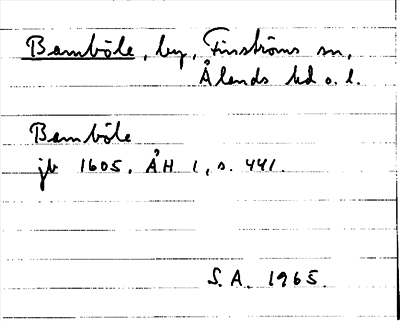 Bamböle, by, Finströms sn,
Ålands hd o. l.
Bamböle
jb 1605. ÅH 1, s. 441.
S.A. 1965.